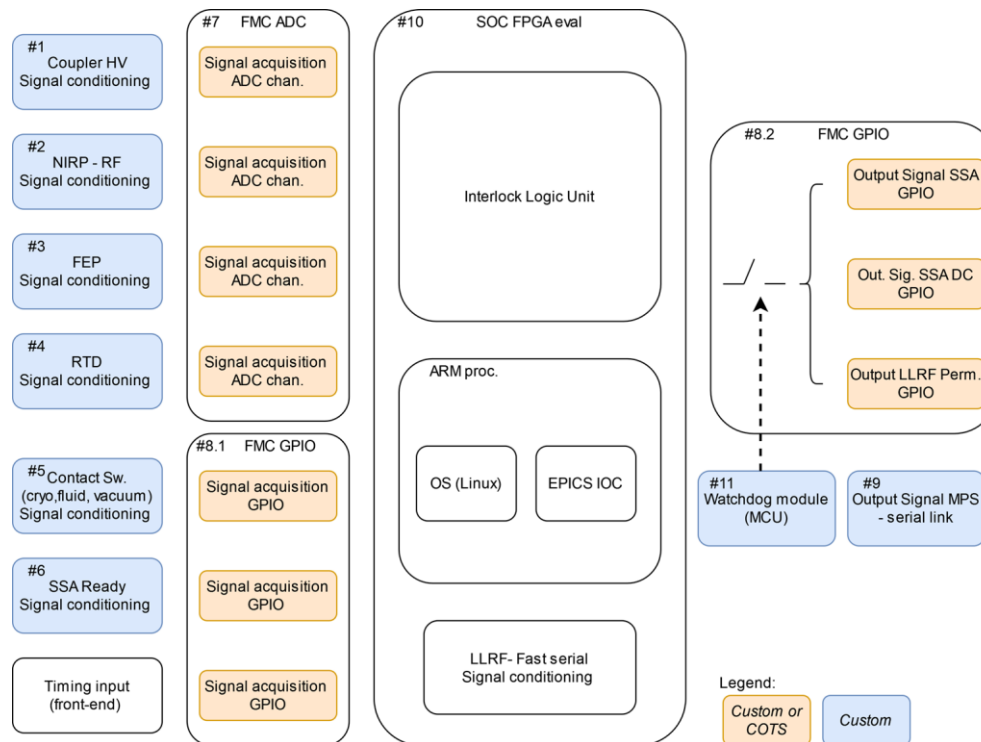 #1
Coupler HV
Signal conditioning
#2
NIRP - RF
Signal conditioning
#3
FEP
Signal conditioning
#4
RTD
Signal conditioning
#5
Contact Sw.
(cryo,fluid, vacuum)
Signal conditioning
#6
SSA Ready
Signal conditioning
Timing input
(front-end)
#7 FMC ADC
Signal acquisition
ADC chan.
Signal acquisition
ADC chan.
Signal acquisition
ADC chan.
Signal acquisition
ADC chan.
#8.1 FMC GPIO
Signal acquisition
GPIO
Signal acquisition
GPIO
Signal acquisition
GPIO
#10 SOC FPGA eval
Interlock Logic Unit
ARM proc.
OS (Linux)
EPICS IOC
LLRF- Fast serial
Signal conditioning
#8.2 FMC GPIO
Output Signal SSA
GPIO
Out. Sig. SSA DC
GPIO
Output LLRF Perm.
GPIO
#11
Watchdog module
(MCU)
#9
Output Signal MPS
- serial link
Legend:
Custom or
COTS
Custom